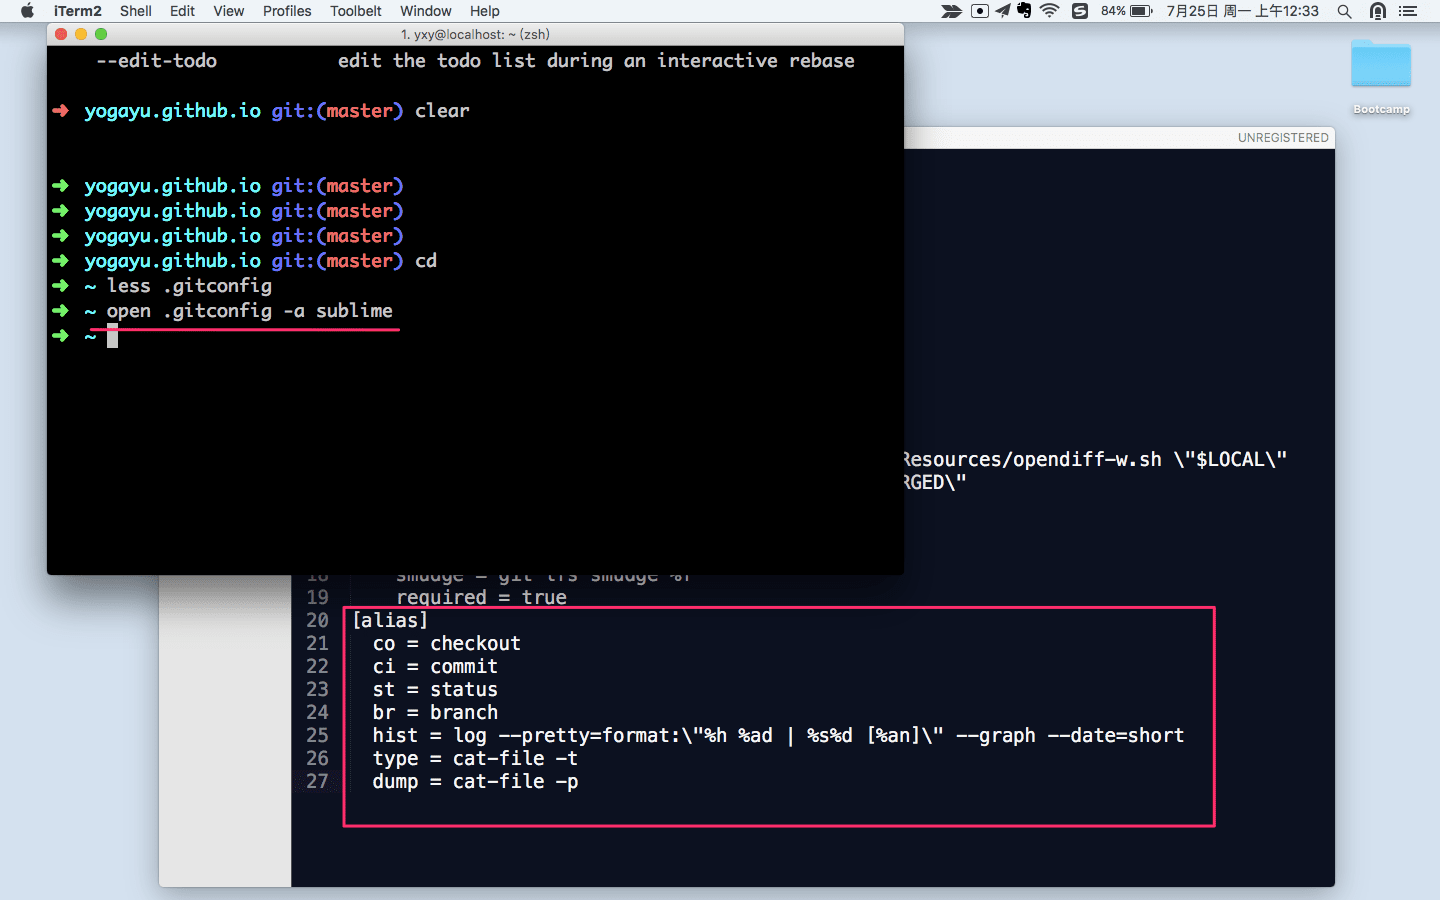 iTerm2 Shell Edit View Profiles Toolbelt Window Help 84% 7月25日 周一 上午12:33
1. yxy@localhost: ~ (zsh)
--edit-todo edit the todo list during an interactive rebase
➜ yogayu.github.io git:(master) clear
➜ yogayu.github.io git:(master)
➜ yogayu.github.io git:(master)
➜ yogayu.github.io git:(master)
➜ yogayu.github.io git:(master) cd
➜ ~ less .gitconfig
➜ ~ open .gitconfig -a sublime
➜ ~
Bootcamp
UNREGISTERED
Resources/opendiff-w.sh \"$LOCAL\"
RGED\"
18 smudge = git lfs smudge %f
19 required = true
20 [alias]
21 co = checkout
22 ci = commit
23 st = status
24 br = branch
25 hist = log --pretty=format:\"%h %ad | %s%d [%an]\" --graph --date=short
26 type = cat-file -t
27 dump = cat-file -p